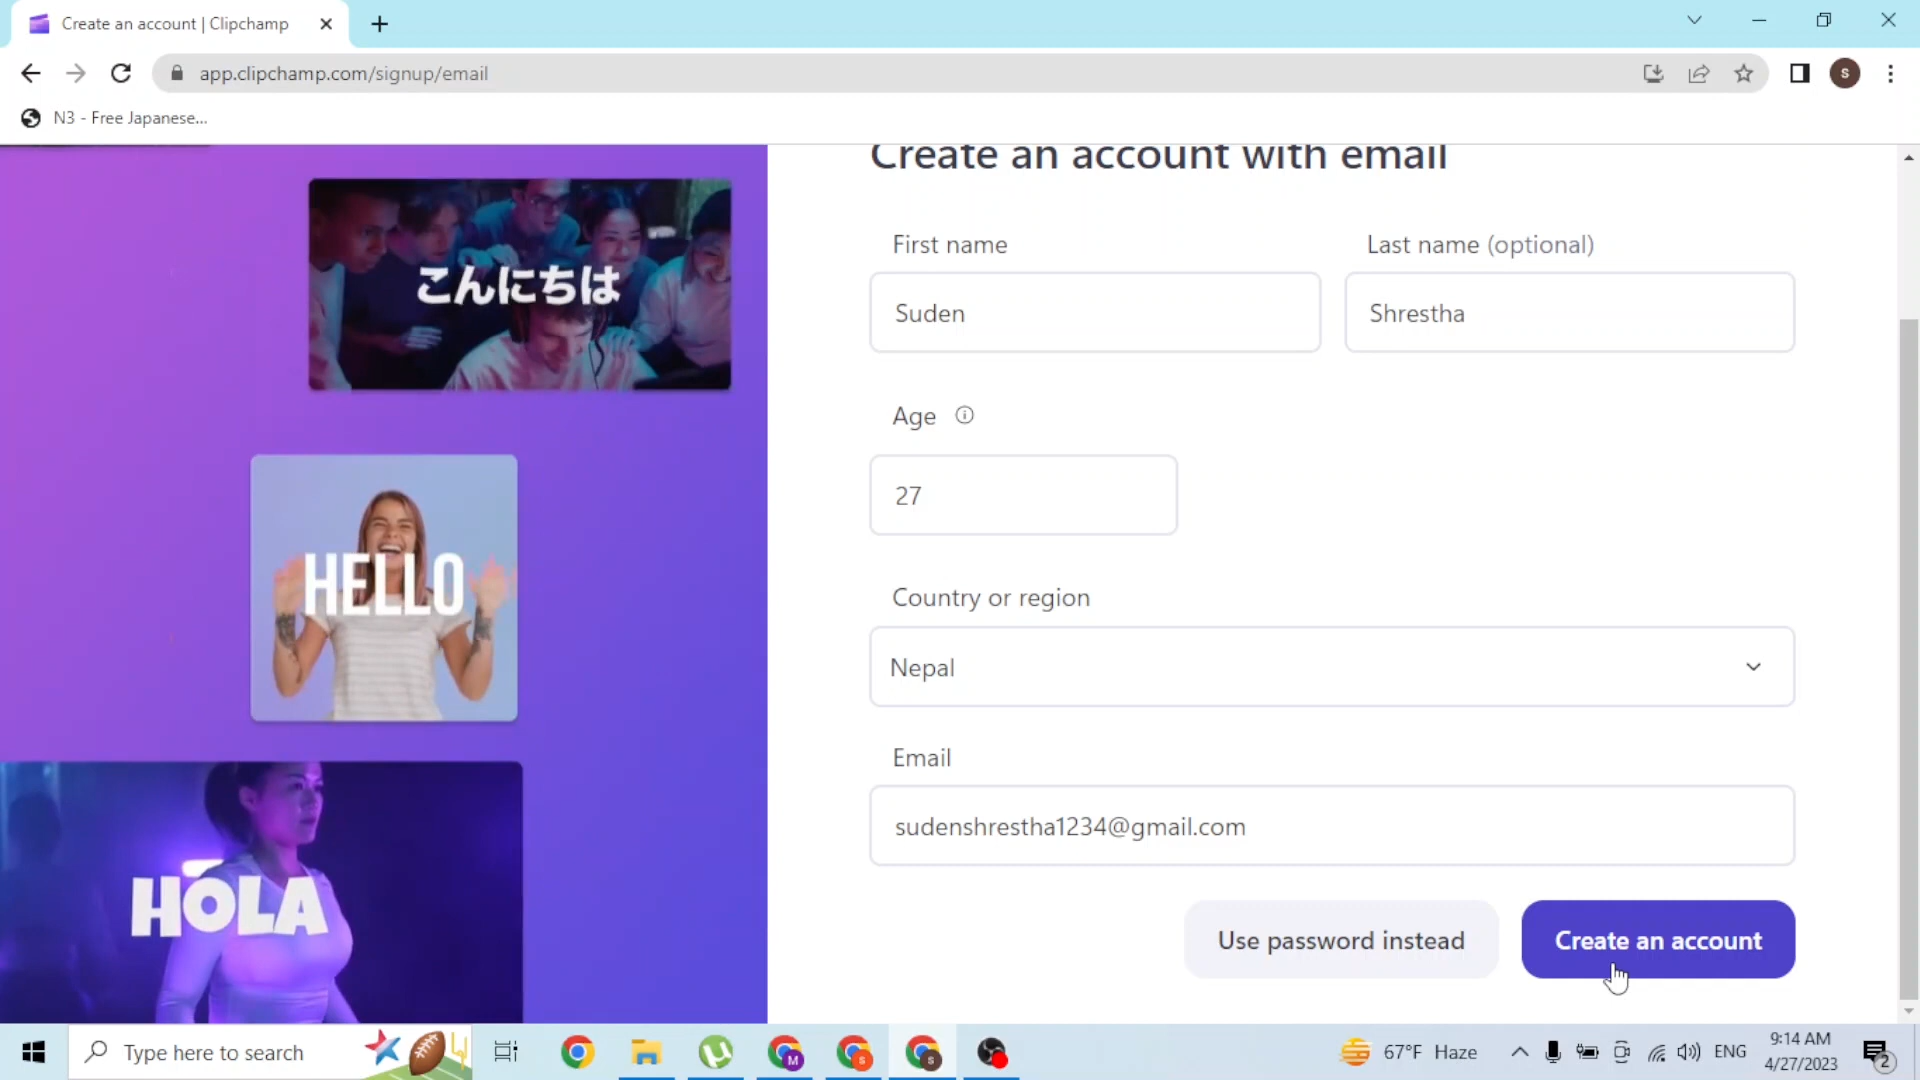 Create an account | Clipchamp
app.clipchamp.com/signup/email
S
N3 - Free Japanese...
Create an account with email
First name
Last name (optional)
Suden
Shrestha
Age
27
Country or region
Nepal
Email
sudenshrestha1234@gmail.com
Use password instead
Create an account
こんにちは
HELLO
HOLA
Type here to search
M
S
S
67°F Haze
ENG
9:14 AM
4/27/2023
2